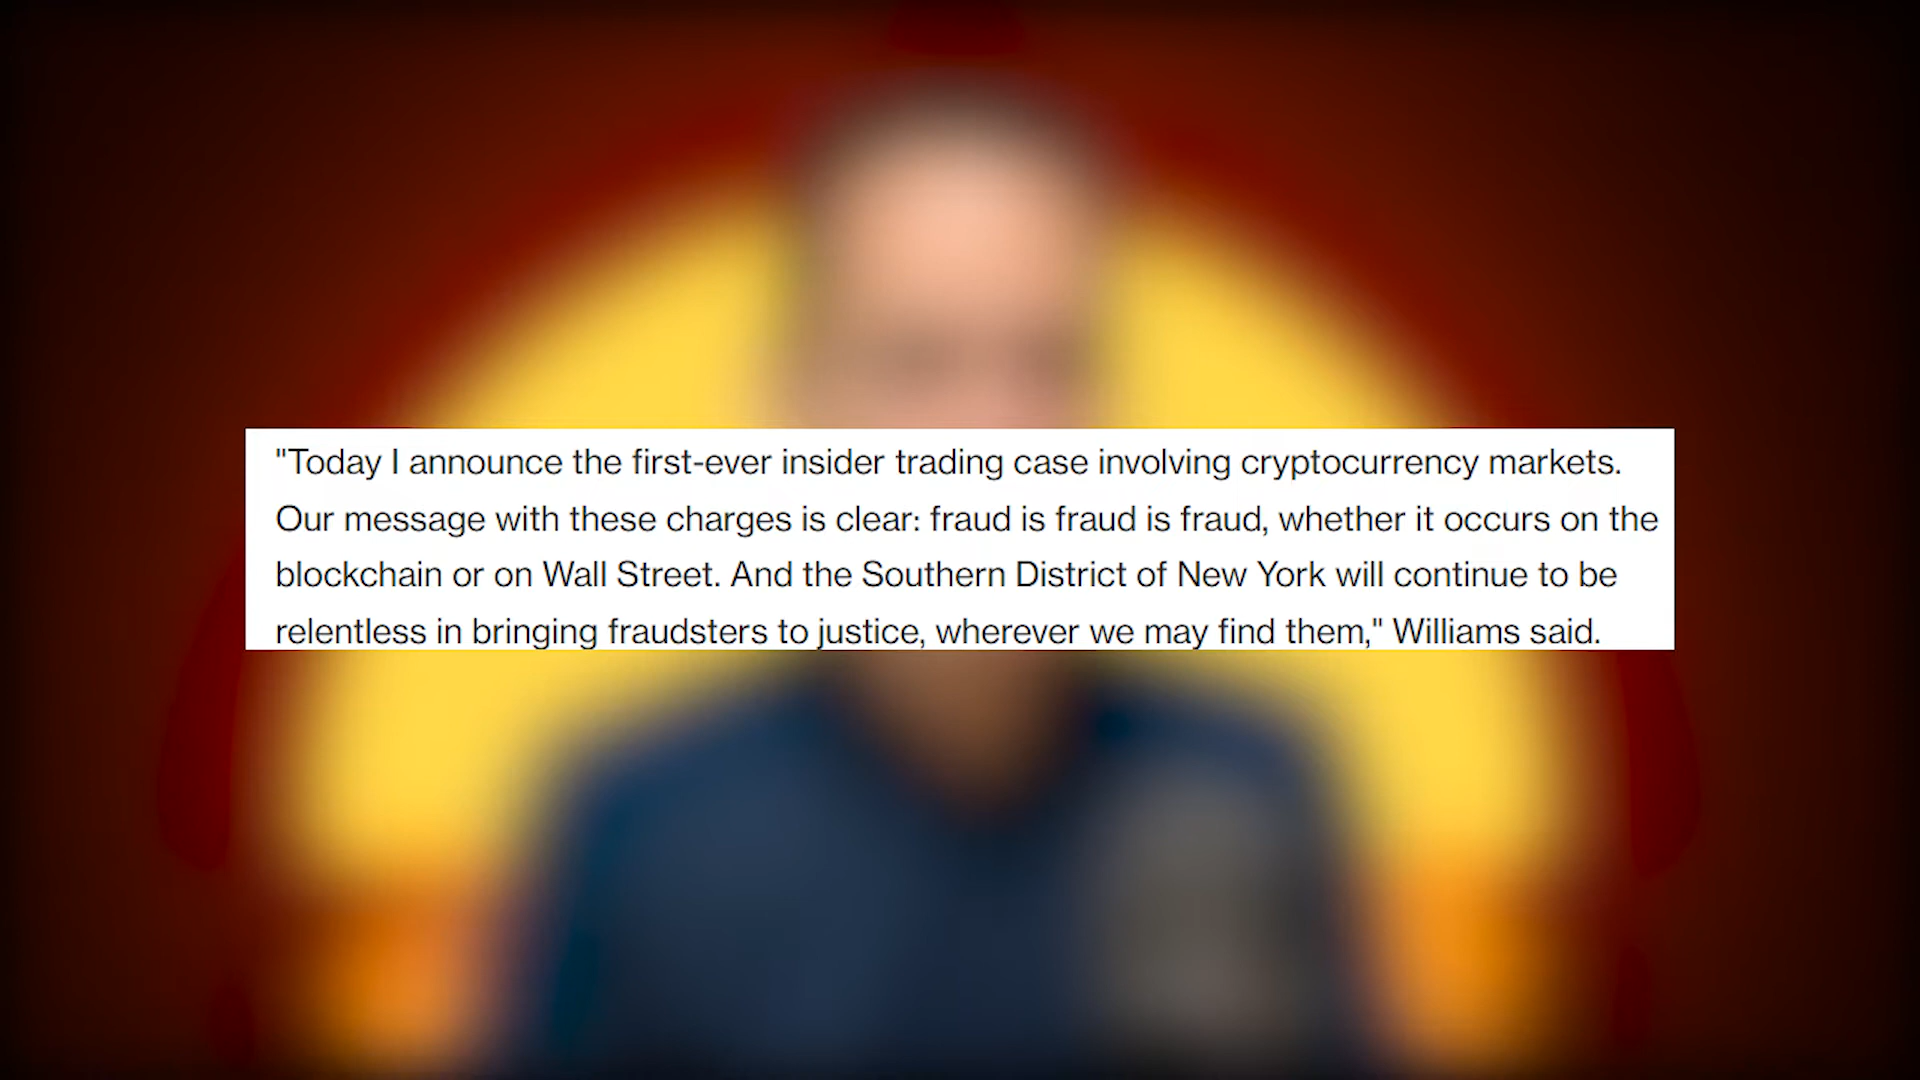 "Today I announce the first-ever insider trading case involving cryptocurrency markets.
Our message with these charges is clear: fraud is fraud is fraud, whether it occurs on the
blockchain or on Wall Street. And the Southern District of New York will continue to be
relentless in bringing fraudsters to justice, wherever we may find them," Williams said.